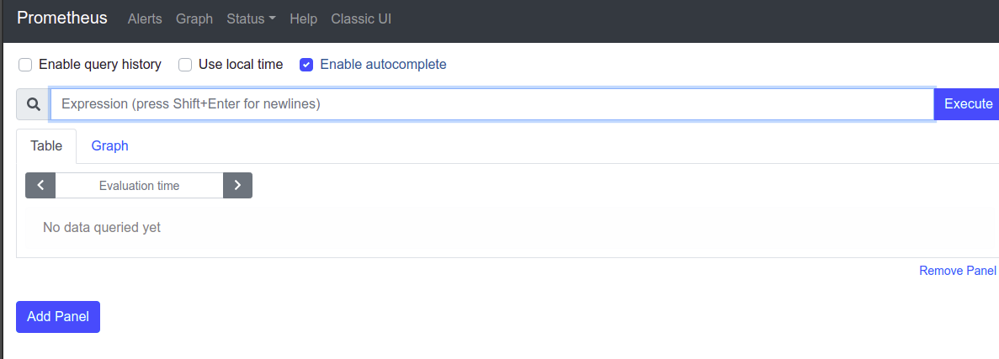 Prometheus Alerts Graph Status Help Classic UI
Enable query history Use local time Enable autocomplete
Expression (press Shift+Enter for newlines) Execute
Table Graph
Evaluation time
No data queried yet
Remove Panel
Add Panel